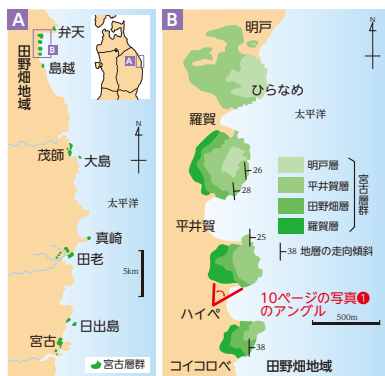 A
弁天
B
島越
田野畑地域
A
N
茂師
大島
太平洋
真崎
田老
5km
日出島
宮古
宮古層群
B
明戸
ひらなめ
N
羅賀
太平洋
26
28
明戸層
平井賀層
田野畑層
羅賀層
宮古層群
平井賀
25
38 地層の走向傾斜
10ページの写真❶
のアングル
ハイペ
500m
38
コイコロベ
田野畑地域